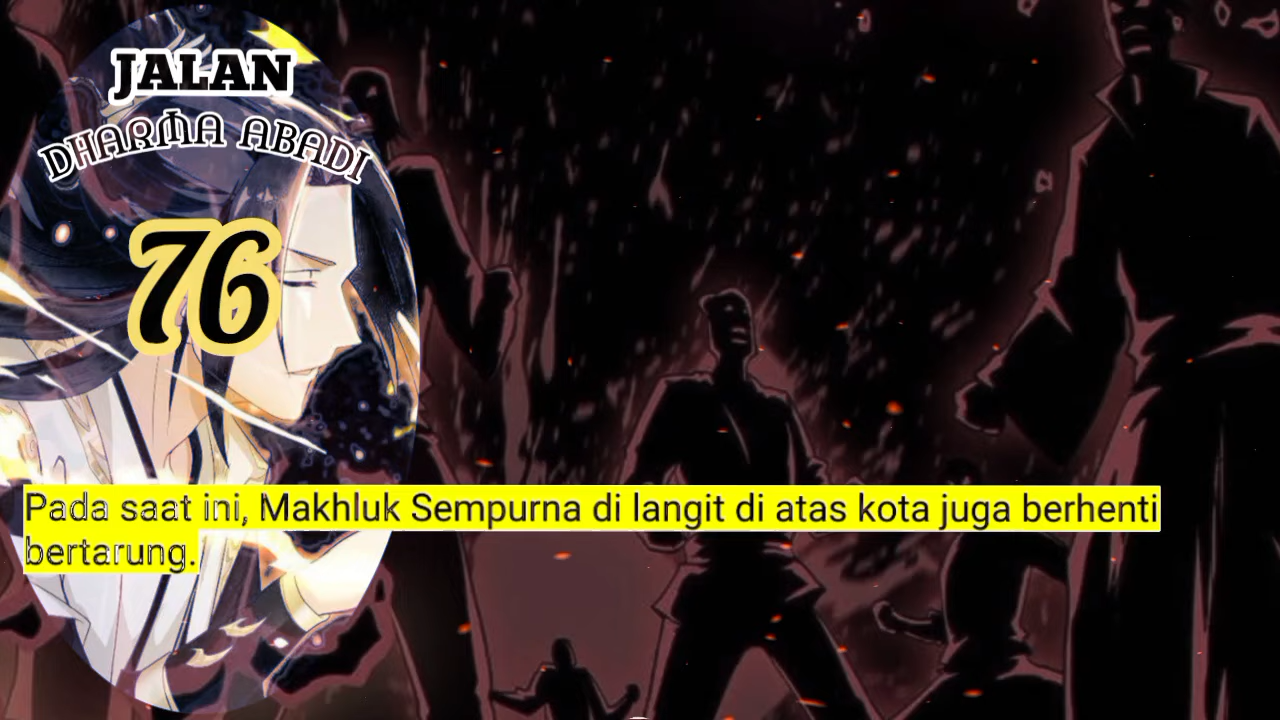 JALAN
DHARMA ABADI
76
Pada saat ini, Makhluk Sempurna di langit di atas kota juga berhenti
bertarung.